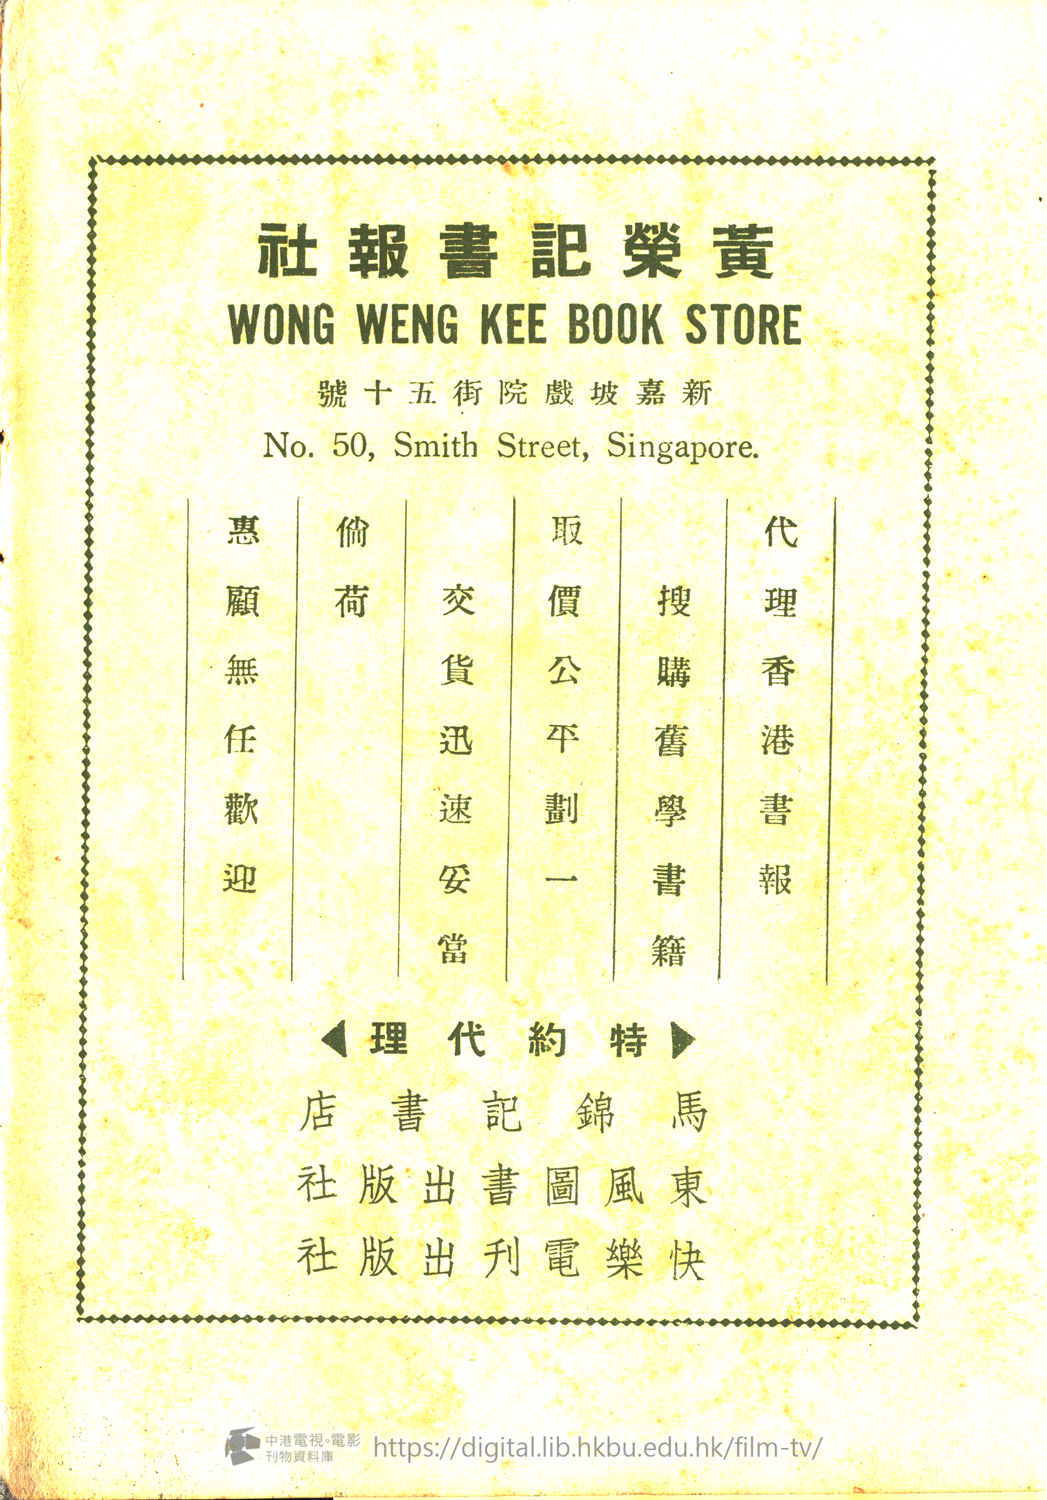 黃榮記書報社
WONG WENG KEE BOOK STORE
新嘉坡戲院街五十號
No. 50, Smith Street, Singapore.
代理香港書報
搜購舊學書籍
取價公平劃一
交貨迅速妥當
倘荷
惠顧無任歡迎
特約代理
馬錦記書店
東風圖書出版社
快樂電刊出版社
中港電視。電影
刊物資料庫
https://digital.lib.hkbu.edu.hk/film-tv/